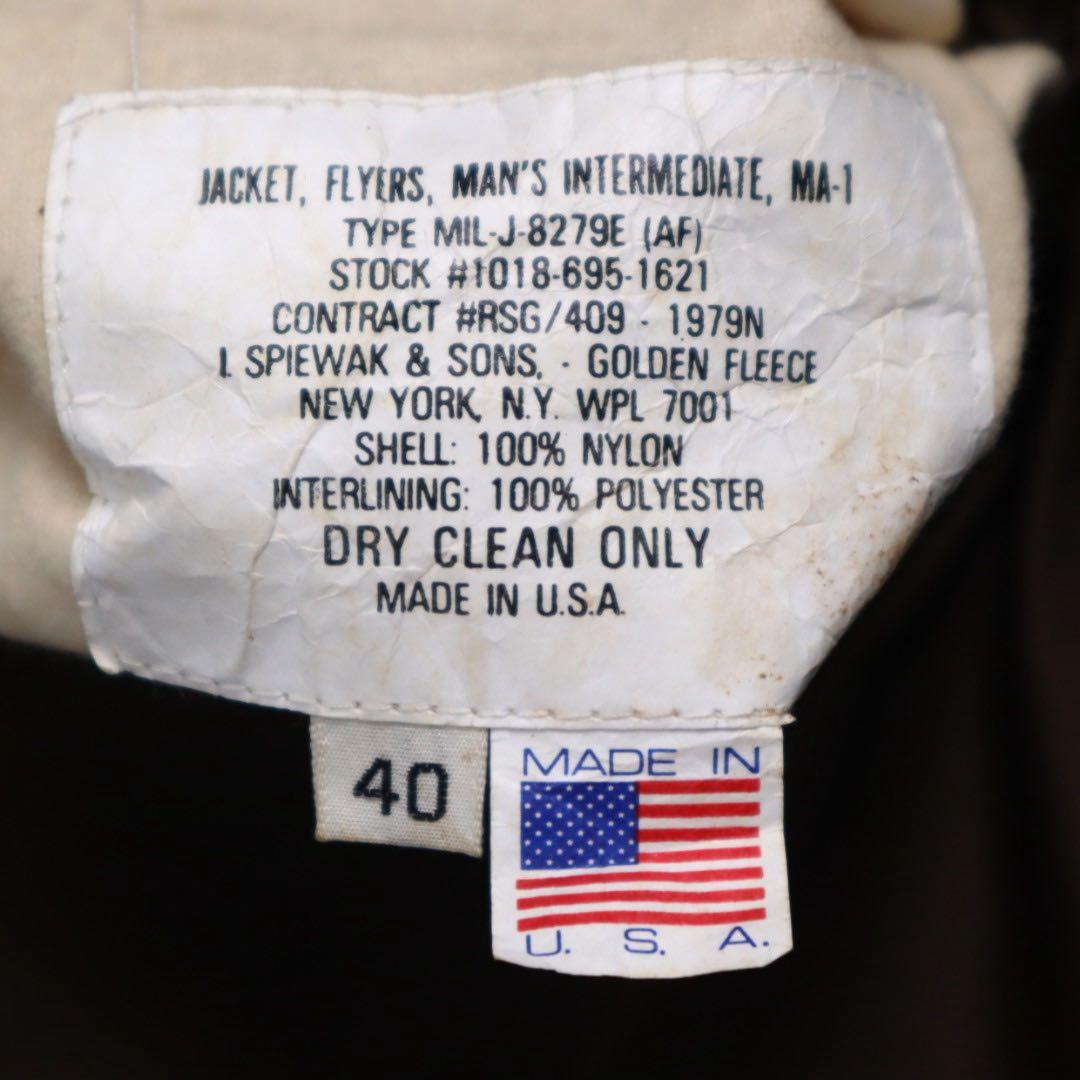 JACKET, FLYERS, MAN'S INTERMEDIATE, MA-1
TYPE MIL-J-8279E (AF)
STOCK #1018-695-1621
CONTRACT #RSG/409 - 1979N
I. SPIEWAK & SONS, - GOLDEN FLEECE
NEW YORK, N.Y. WPL 7001
SHELL: 100% NYLON
INTERLINING: 100% POLYESTER
DRY CLEAN ONLY
MADE IN U.S.A.
40
MADE IN
U. S. A.